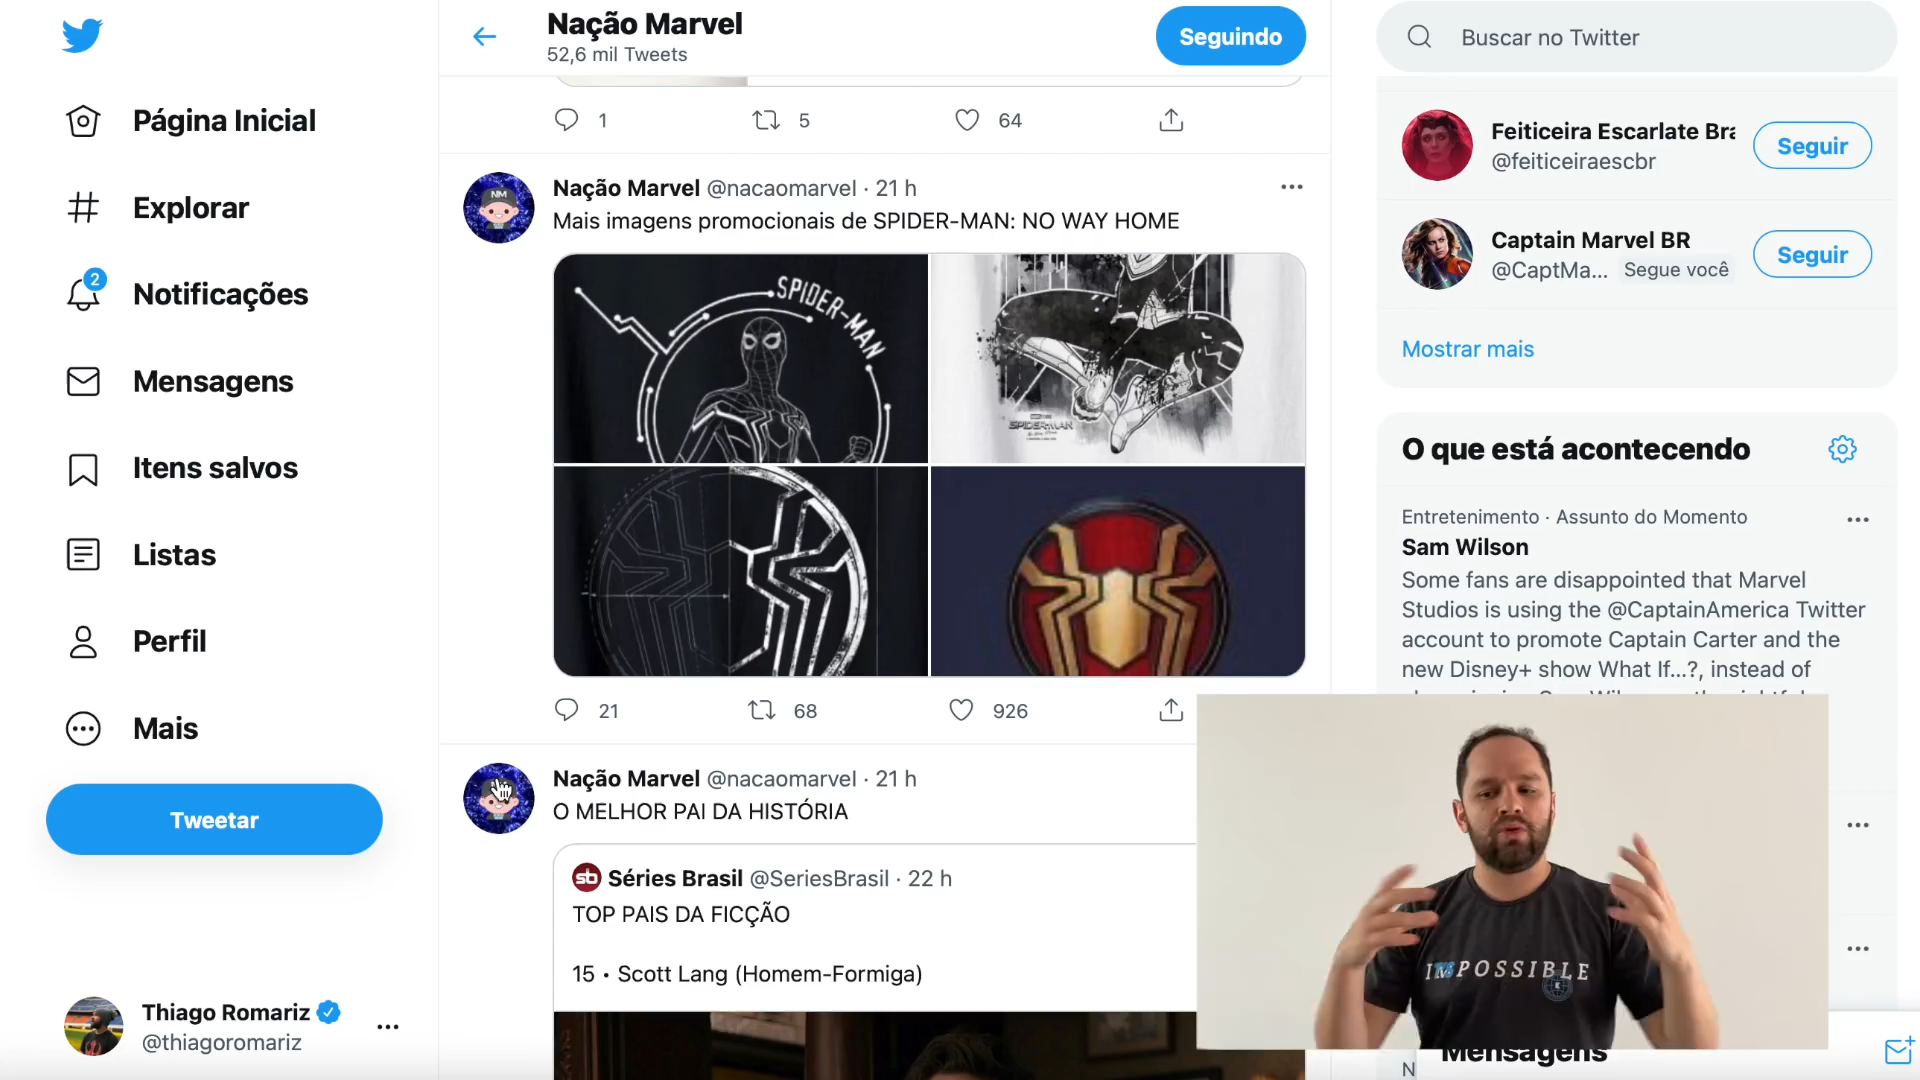 Página Inicial
Explorar
2
Notificações
Mensagens
Itens salvos
Listas
Perfil
Mais
Tweetar
Thiago Romariz
@thiagoromariz
Nação Marvel
52,6 mil Tweets
Seguindo
1
5
64
NM
Nação Marvel @nacaomarvel · 21 h
Mais imagens promocionais de SPIDER-MAN: NO WAY HOME
SPIDER-MAN
SPIDER-MAN
21
68
926
Nação Marvel @nacaomarvel · 21 h
O MELHOR PAI DA HISTÓRIA
sb Séries Brasil @SeriesBrasil · 22 h
TOP PAIS DA FICÇÃO
15 • Scott Lang (Homem-Formiga)
Buscar no Twitter
Feiticeira Escarlate Bra
@feiticeiraescbr
Seguir
Captain Marvel BR
@CaptMa... Segue você
Seguir
Mostrar mais
O que está acontecendo
Entretenimento · Assunto do Momento
Sam Wilson
Some fans are disappointed that Marvel
Studios is using the @CaptainAmerica Twitter
account to promote Captain Carter and the
new Disney+ show What If...?, instead of
IMPOSSIBLE
K
Mensagens
N